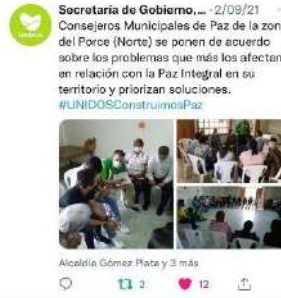 Secretaría de Gobierno,... · 2/09/21
Consejeros Municipales de Paz de la zon
del Porce (Norte) se ponen de acuerdo
sobre los problemas que más los afectan
en relación con la Paz Integral en su
territorio y priorizan soluciones.
#UNIDOSConstruimosPaz
Alcaldía Gómez Plata y 3 más
2
12